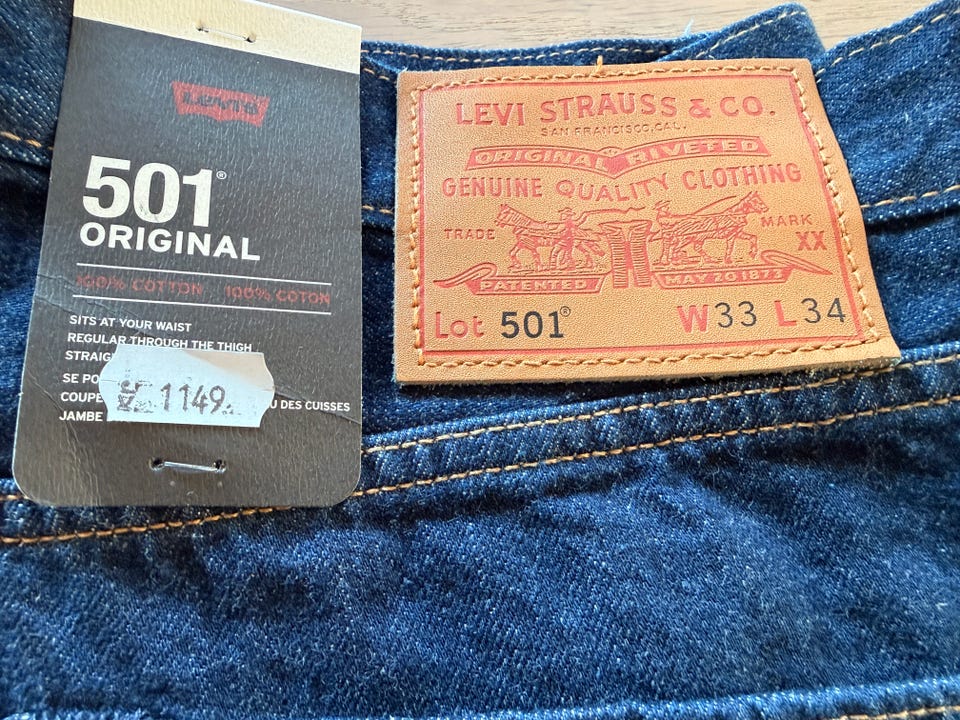 Levi's
501®
ORIGINAL
100% COTTON 100% COTON
SITS AT YOUR WAIST
REGULAR THROUGH THE THIGH
SE
COUPE
U DES CUISSES
JAMBE
1149.
LEVI STRAUSS & CO.
SAN FRANCISCO, CAL.
ORIGINAL RIVETED
GENUINE QUALITY CLOTHING
TRADE MARK
XX
PATENTED MAY 20 1873
Lot 501® W33 L34